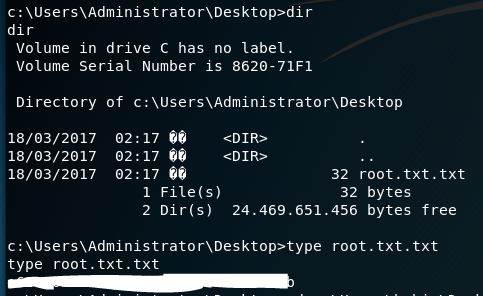 c:\Users\Administrator\Desktop>dir
dir
 Volume in drive C has no label.
 Volume Serial Number is 8620-71F1

 Directory of c:\Users\Administrator\Desktop

18/03/2017  02:17 ��    <DIR>          .
18/03/2017  02:17 ��    <DIR>          ..
18/03/2017  02:17 ��                32 root.txt.txt
               1 File(s)             32 bytes
               2 Dir(s)  24.469.651.456 bytes free

c:\Users\Administrator\Desktop>type root.txt.txt
type root.txt.txt